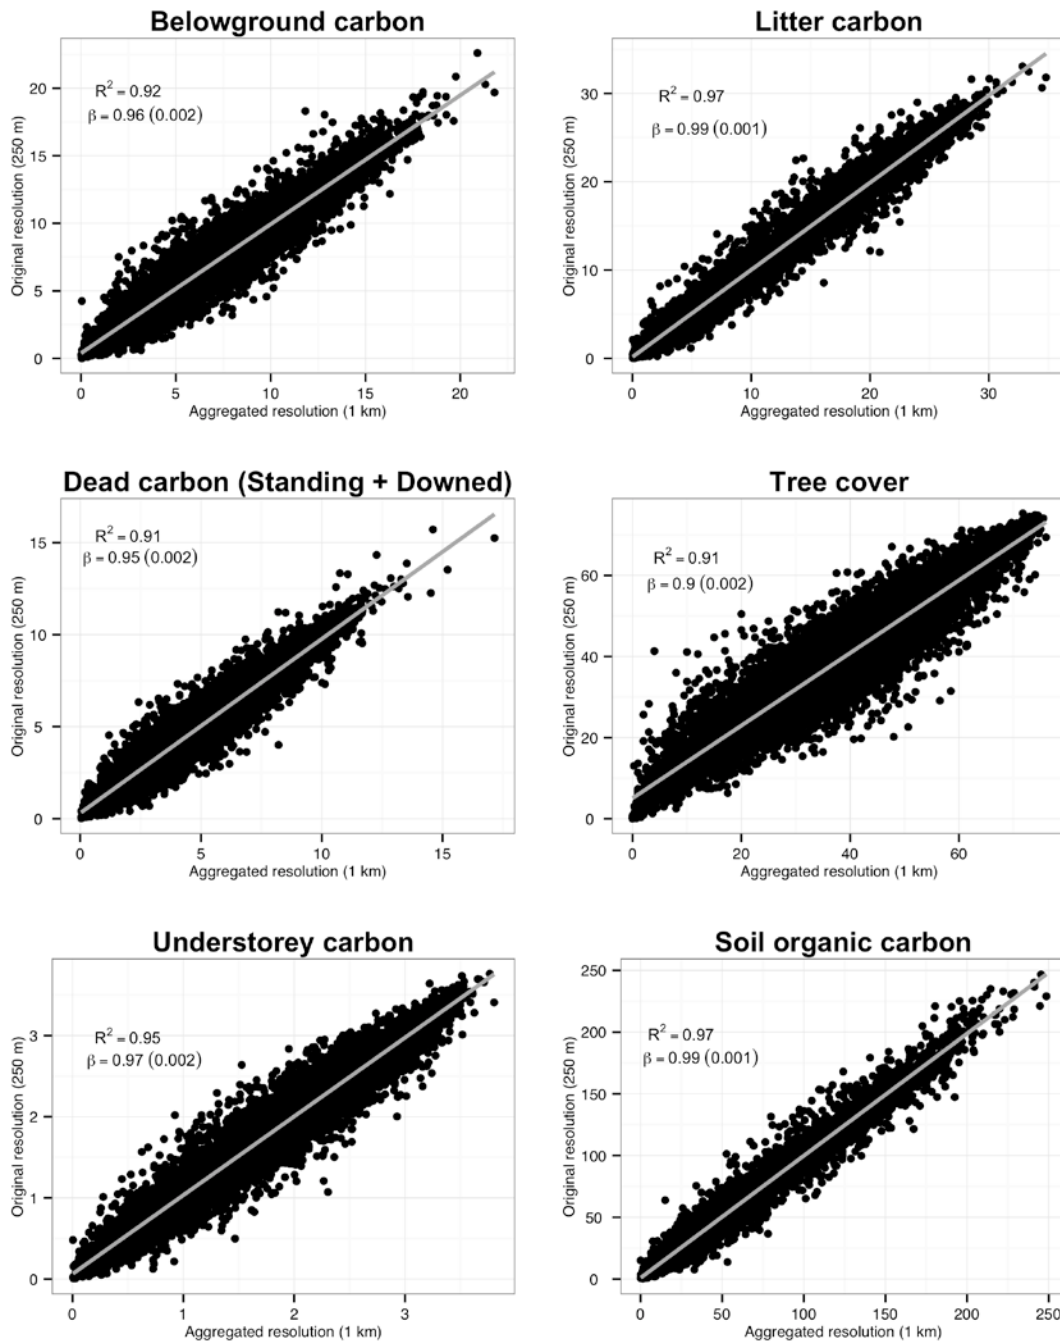 Belowground carbon
R² = 0.92
β = 0.96 (0.002)
20
15
10
5
0
Original resolution (250 m)
5 10 15 20
Aggregated resolution (1 km)
Litter carbon
R² = 0.97
β = 0.99 (0.001)
30
20
10
0
Original resolution (250 m)
0 10 20 30
Aggregated resolution (1 km)
Dead carbon (Standing + Downed)
R² = 0.91
β = 0.95 (0.002)
15
10
5
0
Original resolution (250 m)
0 5 10 15
Aggregated resolution (1 km)
Tree cover
R² = 0.91
β = 0.9 (0.002)
60
40
20
0
Original resolution (250 m)
0 20 40 60
Aggregated resolution (1 km)
Understorey carbon
R² = 0.95
β = 0.97 (0.002)
3
2
1
0
Original resolution (250 m)
0 1 2 3
Aggregated resolution (1 km)
Soil organic carbon
R² = 0.97
β = 0.99 (0.001)
250
200
150
100
50
0
Original resolution (250 m)
0 50 100 150 200 250
Aggregated resolution (1 km)